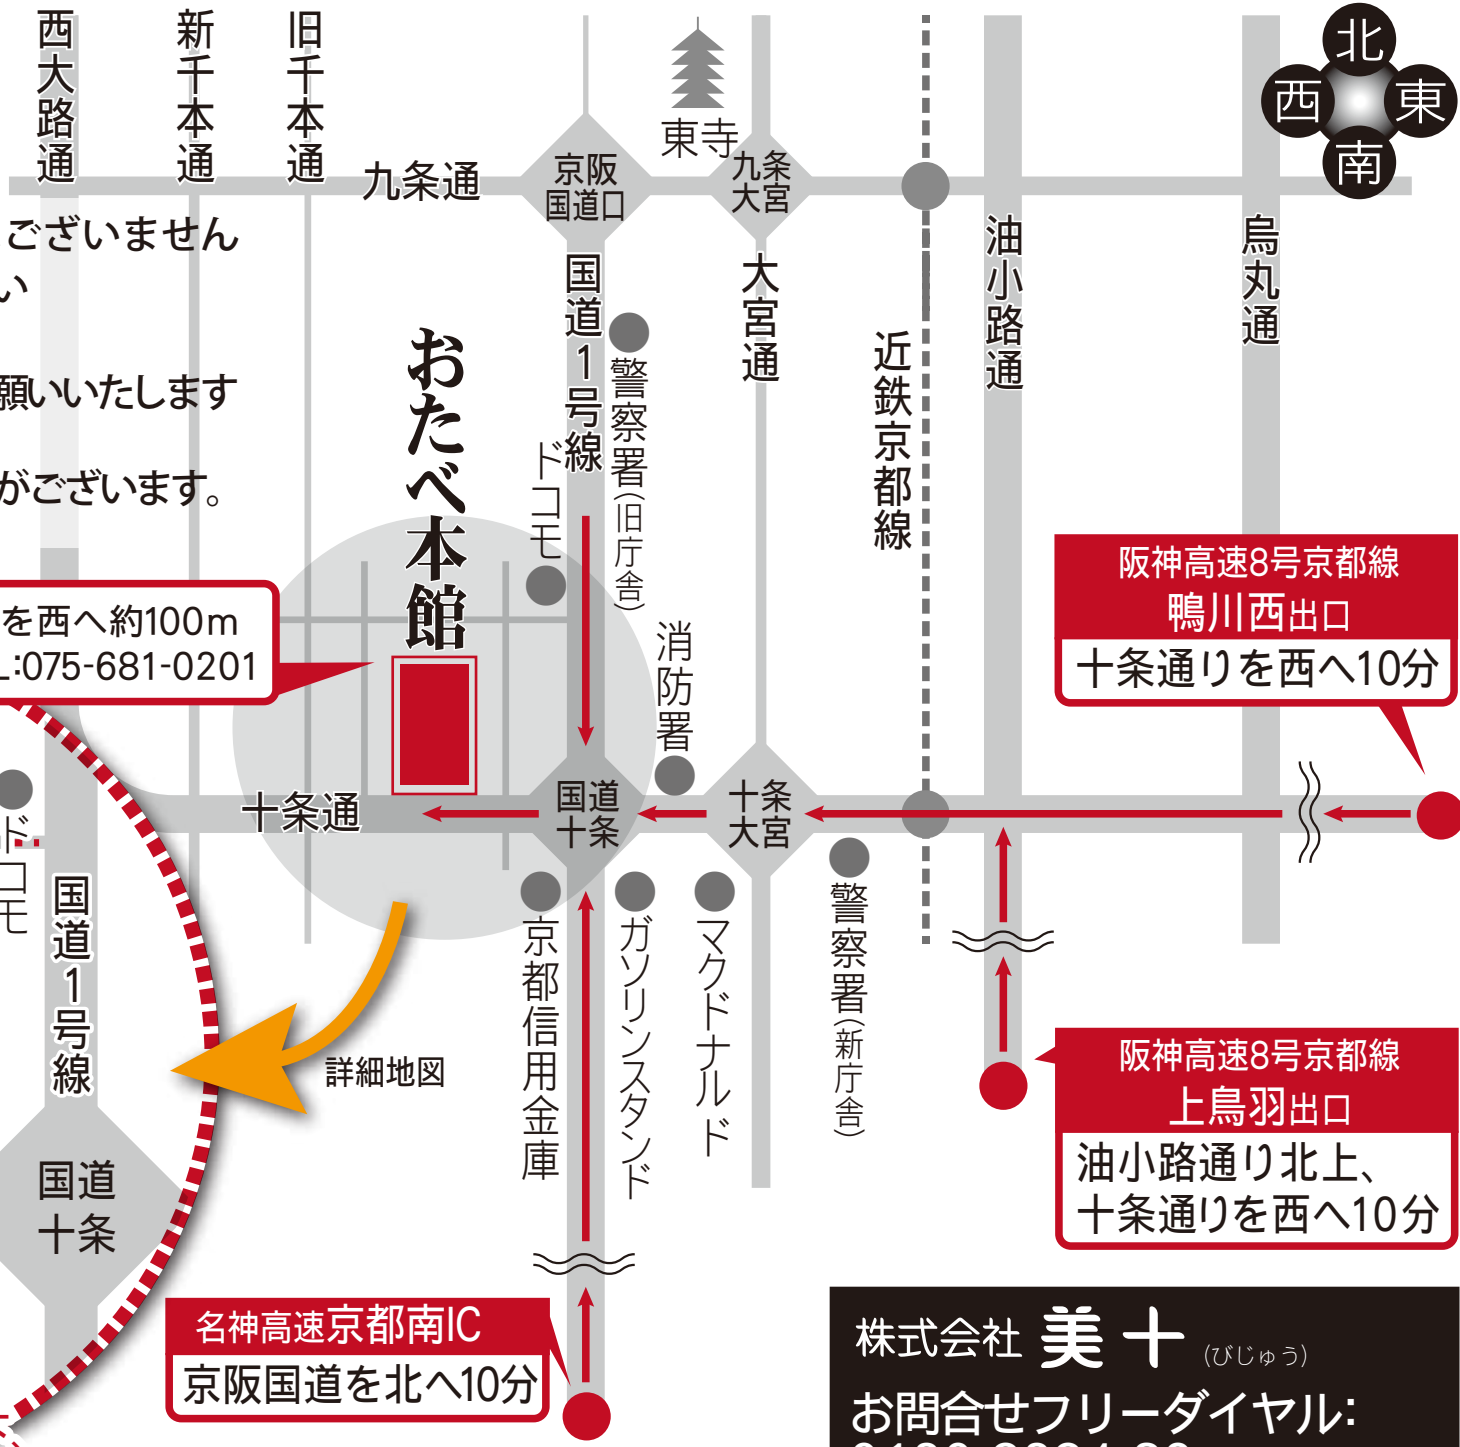 西大路通
新千本通
旧千本通
九条通
京阪
国道口
東寺
九条
大宮
北
西
東
南
ございません
い
願いいたします
がございます。
おたべ本館
国道1号線
ドコモ
警察署(旧庁舎)
大宮通
近鉄京都線
油小路通
烏丸通
を西へ約100m
L:075-681-0201
阪神高速8号京都線
鴨川西出口
十条通りを西へ10分
消防署
十条通
国道
十条
十条
大宮
ドコモ
国道1号線
国道
十条
詳細地図
京都信用金庫
ガソリンスタンド
マクドナルド
警察署(新庁舎)
阪神高速8号京都線
上鳥羽出口
油小路通り北上、
十条通りを西へ10分
名神高速京都南IC
京阪国道を北へ10分
株式会社 美十 (びじゅう)
お問合せフリーダイヤル: